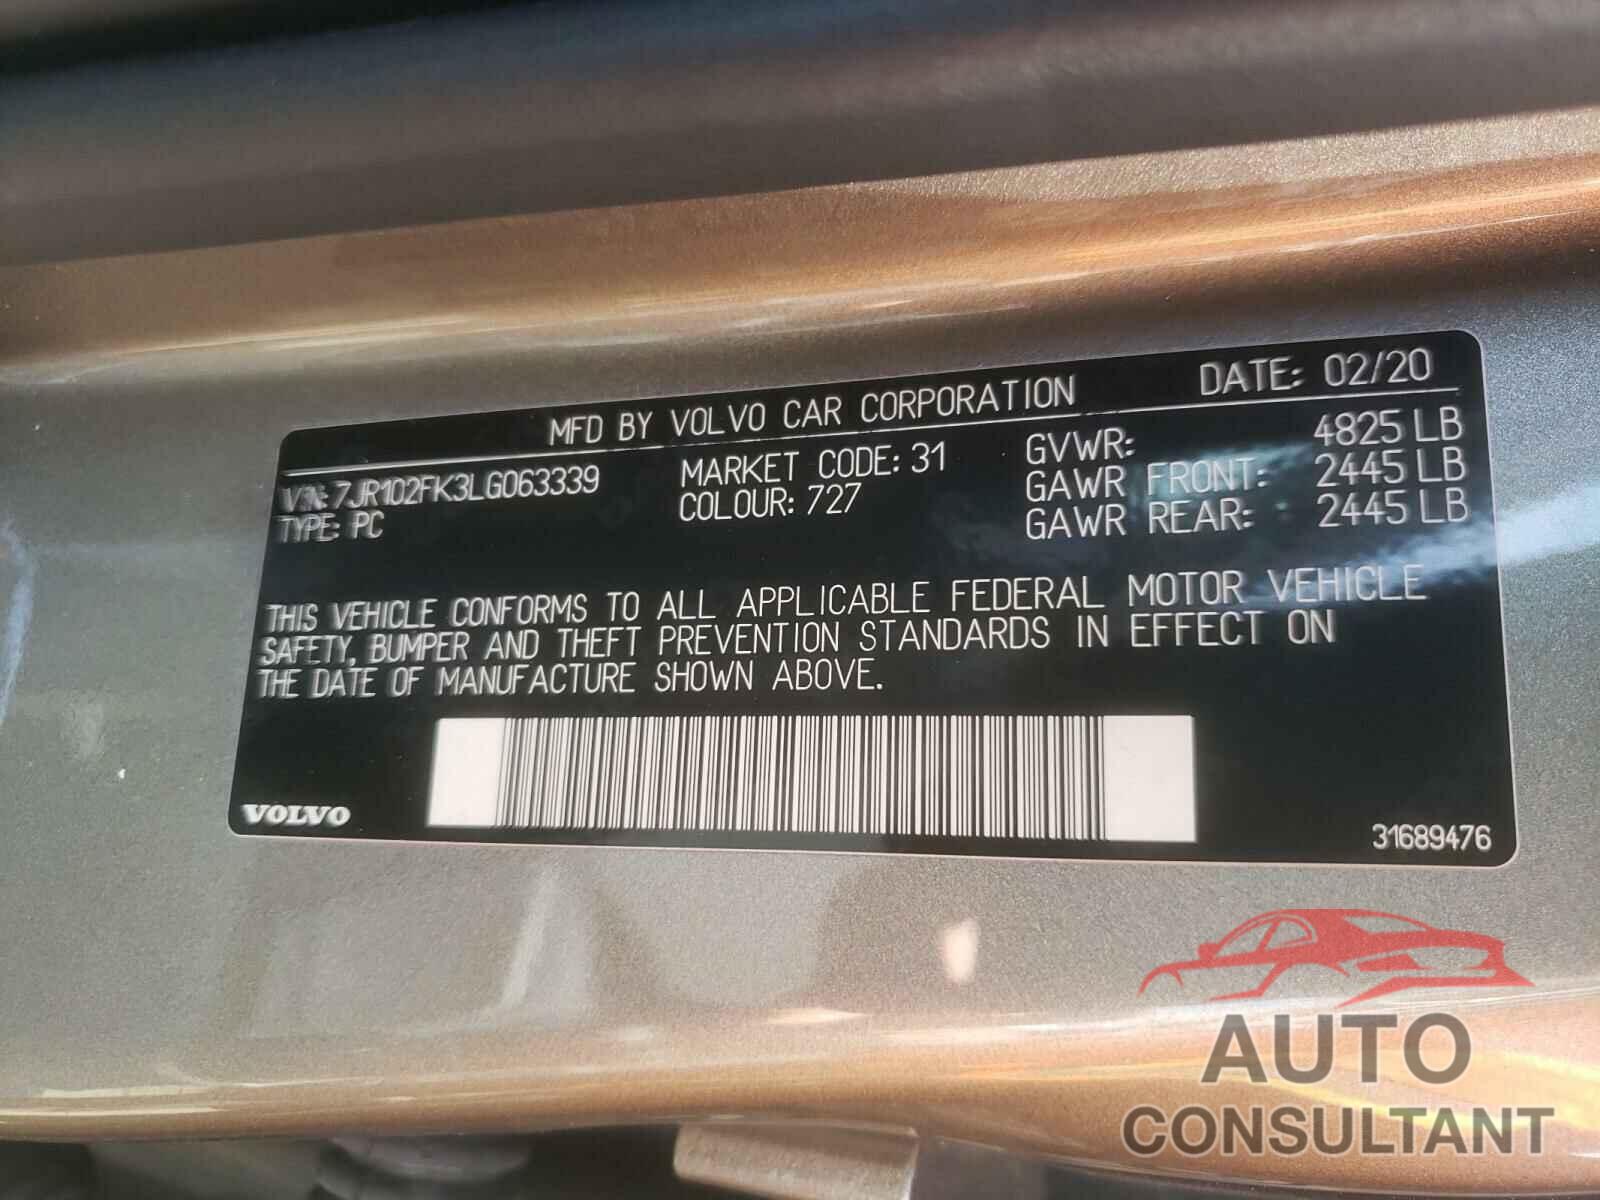 MFD BY VOLVO CAR CORPORATION DATE: 02/20
VIN: 7JR102FK3LG063339 MARKET CODE: 31 GVWR: 4825 LB
TYPE: PC COLOUR: 727 GAWR FRONT: 2445 LB
GAWR REAR: 2445 LB
THIS VEHICLE CONFORMS TO ALL APPLICABLE FEDERAL MOTOR VEHICLE
SAFETY, BUMPER AND THEFT PREVENTION STANDARDS IN EFFECT ON
THE DATE OF MANUFACTURE SHOWN ABOVE.
VOLVO
31689476
AUTO
CONSULTANT